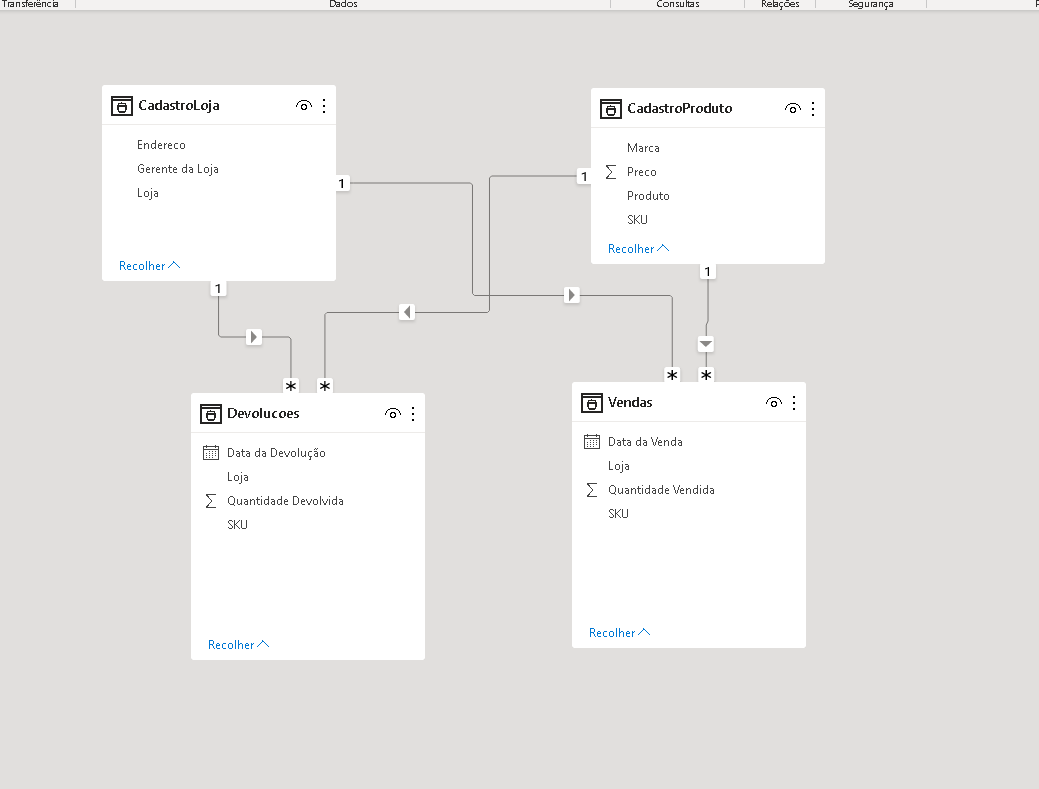 Transferência
Dados
Consultas
Relações
Segurança
CadastroLoja
Endereco
Gerente da Loja
Loja
Recolher
1
1
CadastroProduto
Marca
Preco
Produto
SKU
Recolher
1
1
Devolucoes
Data da Devolução
Loja
Quantidade Devolvida
SKU
Recolher
*
*
Vendas
Data da Venda
Loja
Quantidade Vendida
SKU
Recolher
*
*